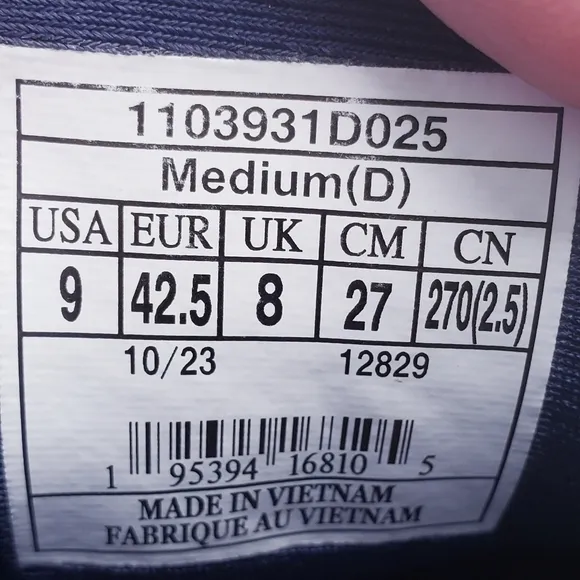 1103931D025
Medium(D)
USA EUR UK CM CN
9 42.5 8 27 270(2.5)
10/23 12829
1 95394 16810 5
MADE IN VIETNAM
FABRIQUE AU VIETNAM